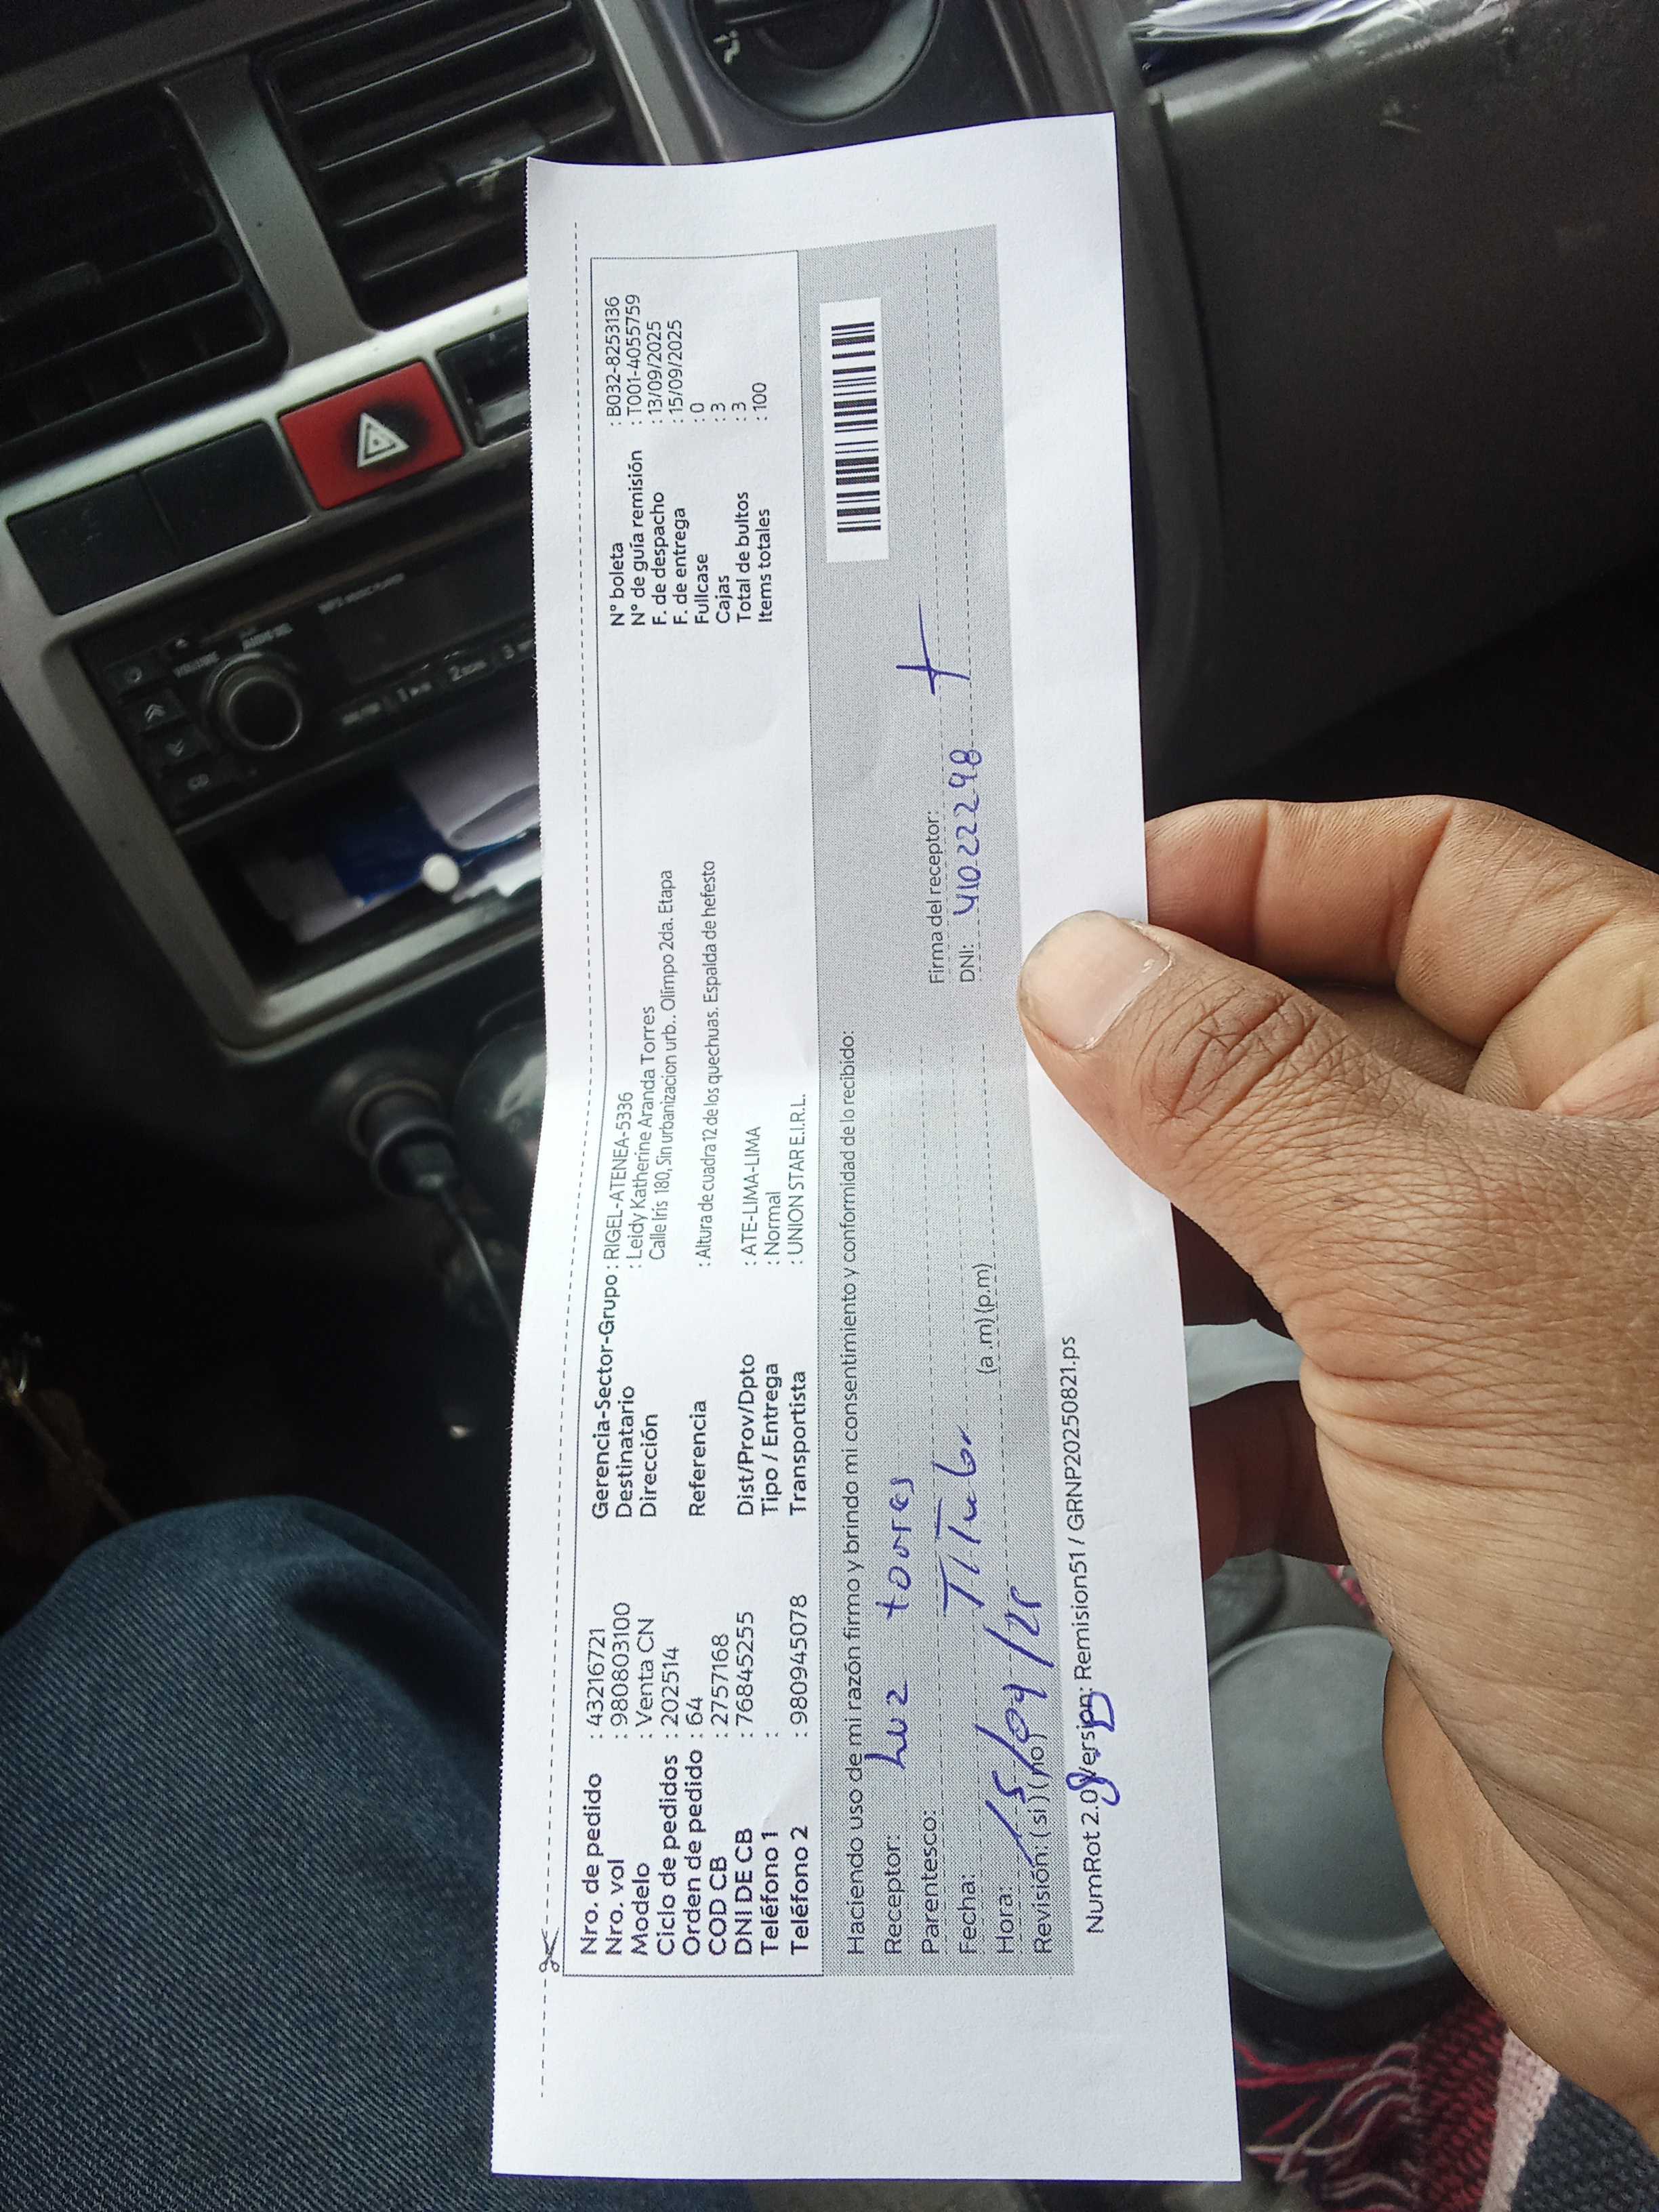 Nro. de pedido : 43216721
Nro. vol : 980803100
Modelo : Venta CN
Ciclo de pedidos : 202514
Orden de pedido : 64
COD CB : 2757168
DNI DE CB : 76845255
Teléfono 1 :
Teléfono 2 : 980945078
Gerencia-Sector-Grupo : RIGEL-ATENEA-5336
Destinatario : Leidy Katherine Aranda Torres
Dirección Calle Iris 180, Sin urbanizacion urb.. Olimpo 2da. Etapa
Referencia : Altura de cuadra 12 de los quechuas. Espalda de hefesto
Dist/Prov/Dpto : ATE-LIMA-LIMA
Tipo / Entrega : Normal
Transportista : UNION STAR E.I.R.L.
N° boleta : B032-8253136
N° de guía remisión : T001-4055759
F. de despacho : 13/09/2025
F. de entrega : 15/09/2025
Fullcase : 0
Cajas : 3
Total de bultos : 3
Items totales : 100
Haciendo uso de mi razón firmo y brindo mi consentimiento y conformidad de lo recibido:
Receptor: Luz torres
Parentesco: Titular
Fecha: 15/09/25
Hora: (a.m) (p.m)
Revisión: (si) (no)
Firma del receptor:
DNI: 41022298
NumRot 2.0 Version: Remision51 / GRNP20250821.ps
VOLUME
AUDIO SEL
CD